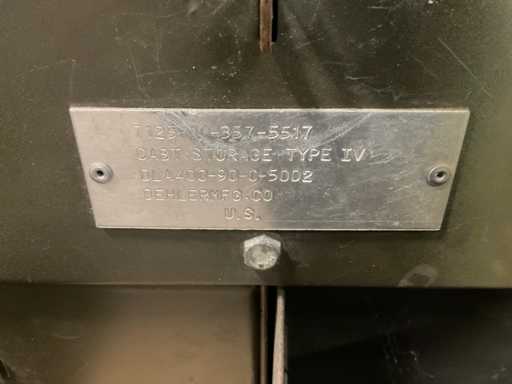 7125-01-357-5517
CABT STORAGE TYPE IV
DLA400-90-C-5002
OEHLER MFG. CO
U.S.